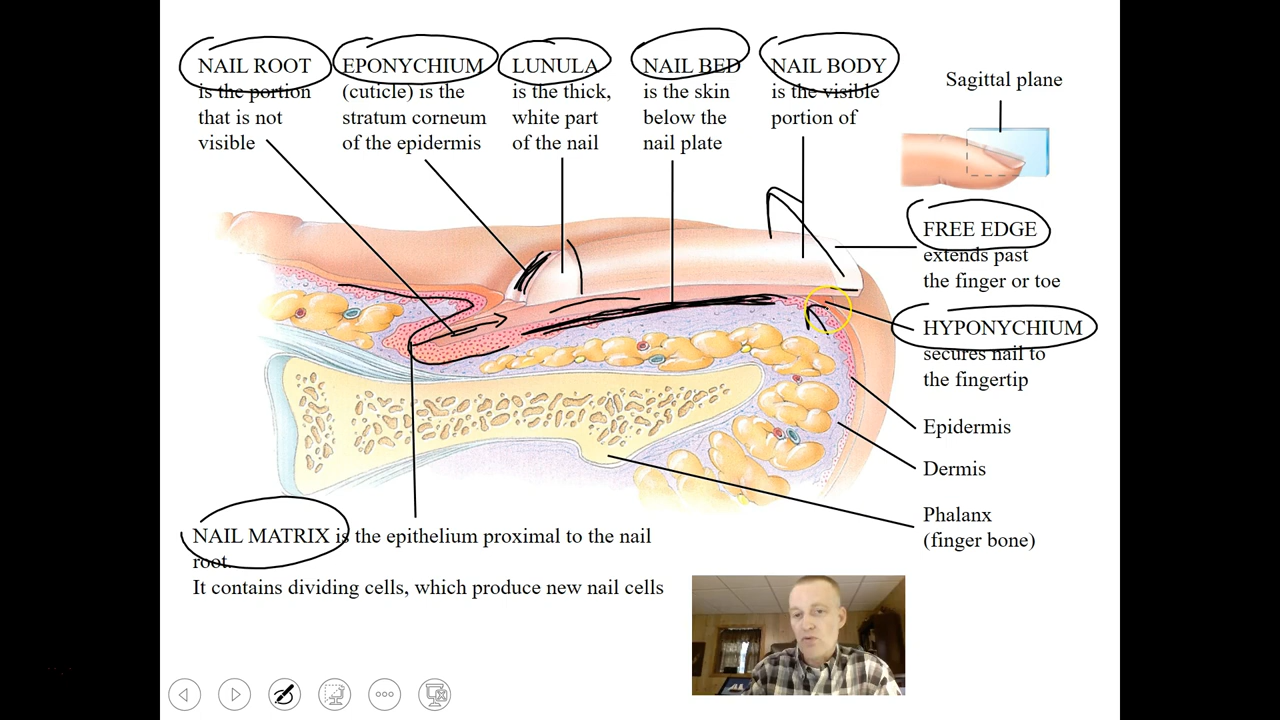 NAIL ROOT
is the portion
that is not
visible
EPONYCHIUM
(cuticle) is the
stratum corneum
of the epidermis
LUNULA
is the thick,
white part
of the nail
NAIL BED
is the skin
below the
nail plate
NAIL BODY
is the visible
portion of
Sagittal plane
FREE EDGE
extends past
the finger or toe
HYPONYCHIUM
secures nail to
the fingertip
Epidermis
Dermis
Phalanx
(finger bone)
NAIL MATRIX is the epithelium proximal to the nail
root.
It contains dividing cells, which produce new nail cells